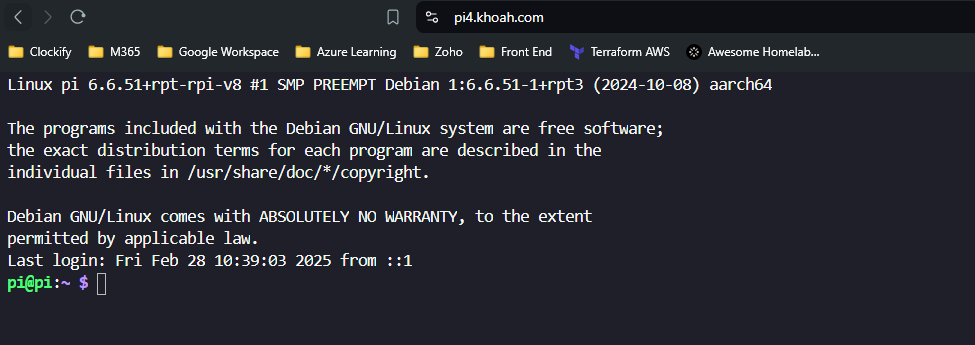 pi4.khoah.com
Clockify M365 Google Workspace Azure Learning Zoho Front End Terraform AWS Awesome Homelab...
Linux pi 6.6.51+rpt-rpi-v8 #1 SMP PREEMPT Debian 1:6.6.51-1+rpt3 (2024-10-08) aarch64
The programs included with the Debian GNU/Linux system are free software;
the exact distribution terms for each program are described in the
individual files in /usr/share/doc/*/copyright.
Debian GNU/Linux comes with ABSOLUTELY NO WARRANTY, to the extent
permitted by applicable law.
Last login: Fri Feb 28 10:39:03 2025 from ::1
pi@pi:~ $